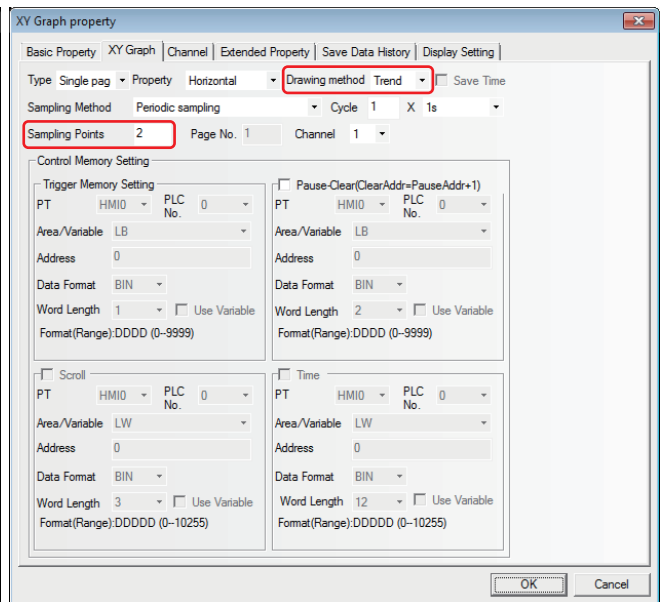 XY Graph property
Basic Property XY Graph Channel Extended Property Save Data History Display Setting
Type Single pag Property Horizontal Drawing method Trend Save Time
Sampling Method Periodic sampling Cycle 1 X 1s
Sampling Points 2 Page No. 1 Channel 1
Control Memory Setting
Trigger Memory Setting
PT HMI0 PLC No. 0
Area/Variable LB
Address 0
Data Format BIN
Word Length 1 Use Variable
Format(Range):DDDD (0--9999)
Pause-Clear(ClearAddr=PauseAddr+1)
PT HMI0 PLC No. 0
Area/Variable LB
Address 0
Data Format BIN
Word Length 2 Use Variable
Format(Range):DDDD (0--9999)
Scroll
PT HMI0 PLC No. 0
Area/Variable LW
Address 0
Data Format BIN
Word Length 3 Use Variable
Format(Range):DDDDD (0--10255)
Time
PT HMI0 PLC No. 0
Area/Variable LW
Address 0
Data Format BIN
Word Length 12 Use Variable
Format(Range):DDDDD (0--10255)
OK Cancel